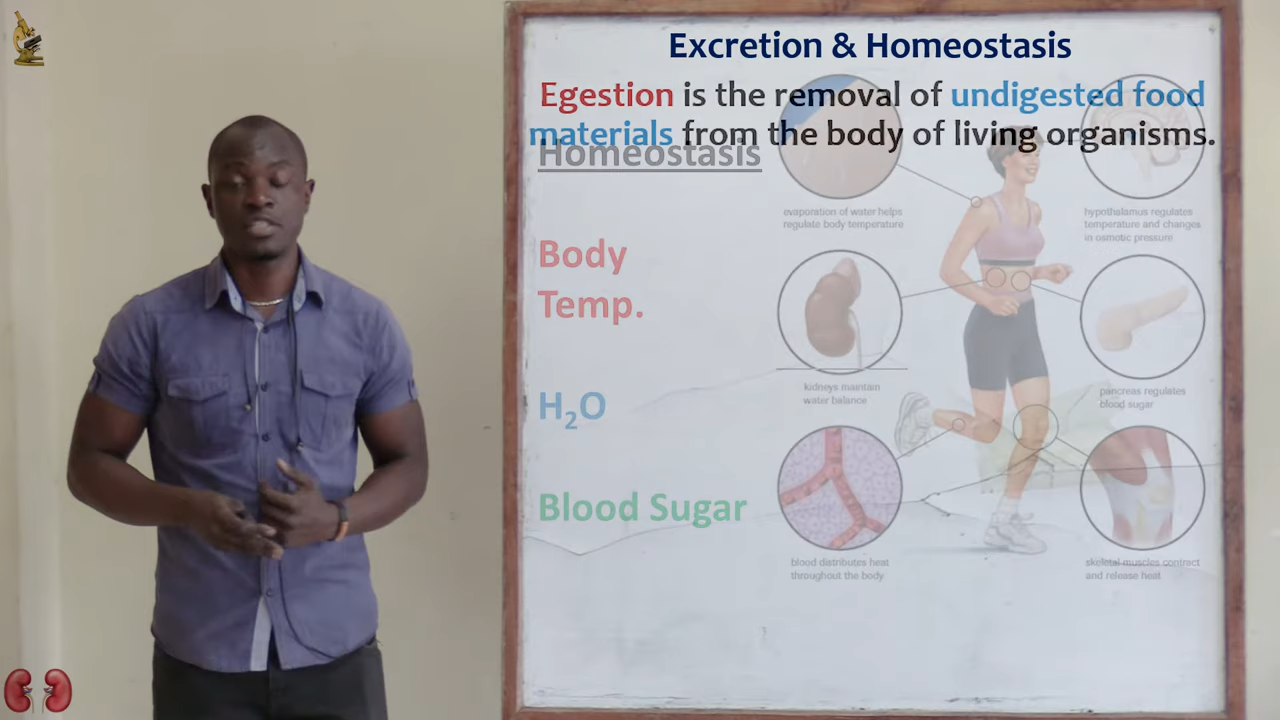 Excretion & Homeostasis
Egestion is the removal of undigested food
materials from the body of living organisms.
Homeostasis
Body
Temp.
H₂O
Blood Sugar
evaporation of water helps
regulate body temperature
hypothalamus regulates
temperature and changes
in osmotic pressure
kidneys maintain
water balance
pancreas regulates
blood sugar
blood distributes heat
throughout the body
skeletal muscles contract
and release heat